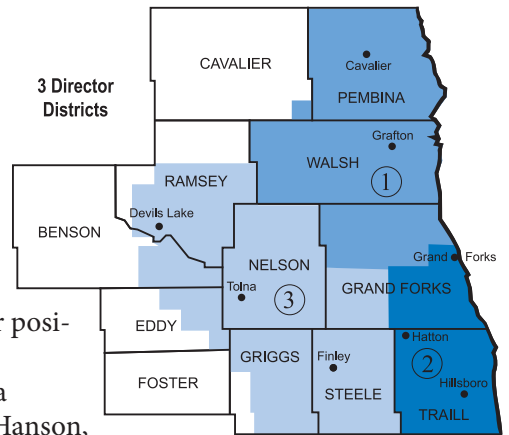 3 Director
Districts
CAVALIER
Cavalier
PEMBINA
Grafton
WALSH
1
RAMSEY
Devils Lake
BENSON
NELSON
Tolna
3
Grand Forks
GRAND FORKS
EDDY
FOSTER
GRIGGS
Finley
STEELE
Hatton
2
Hillsboro
TRAILL
r posi-
a
Hanson,